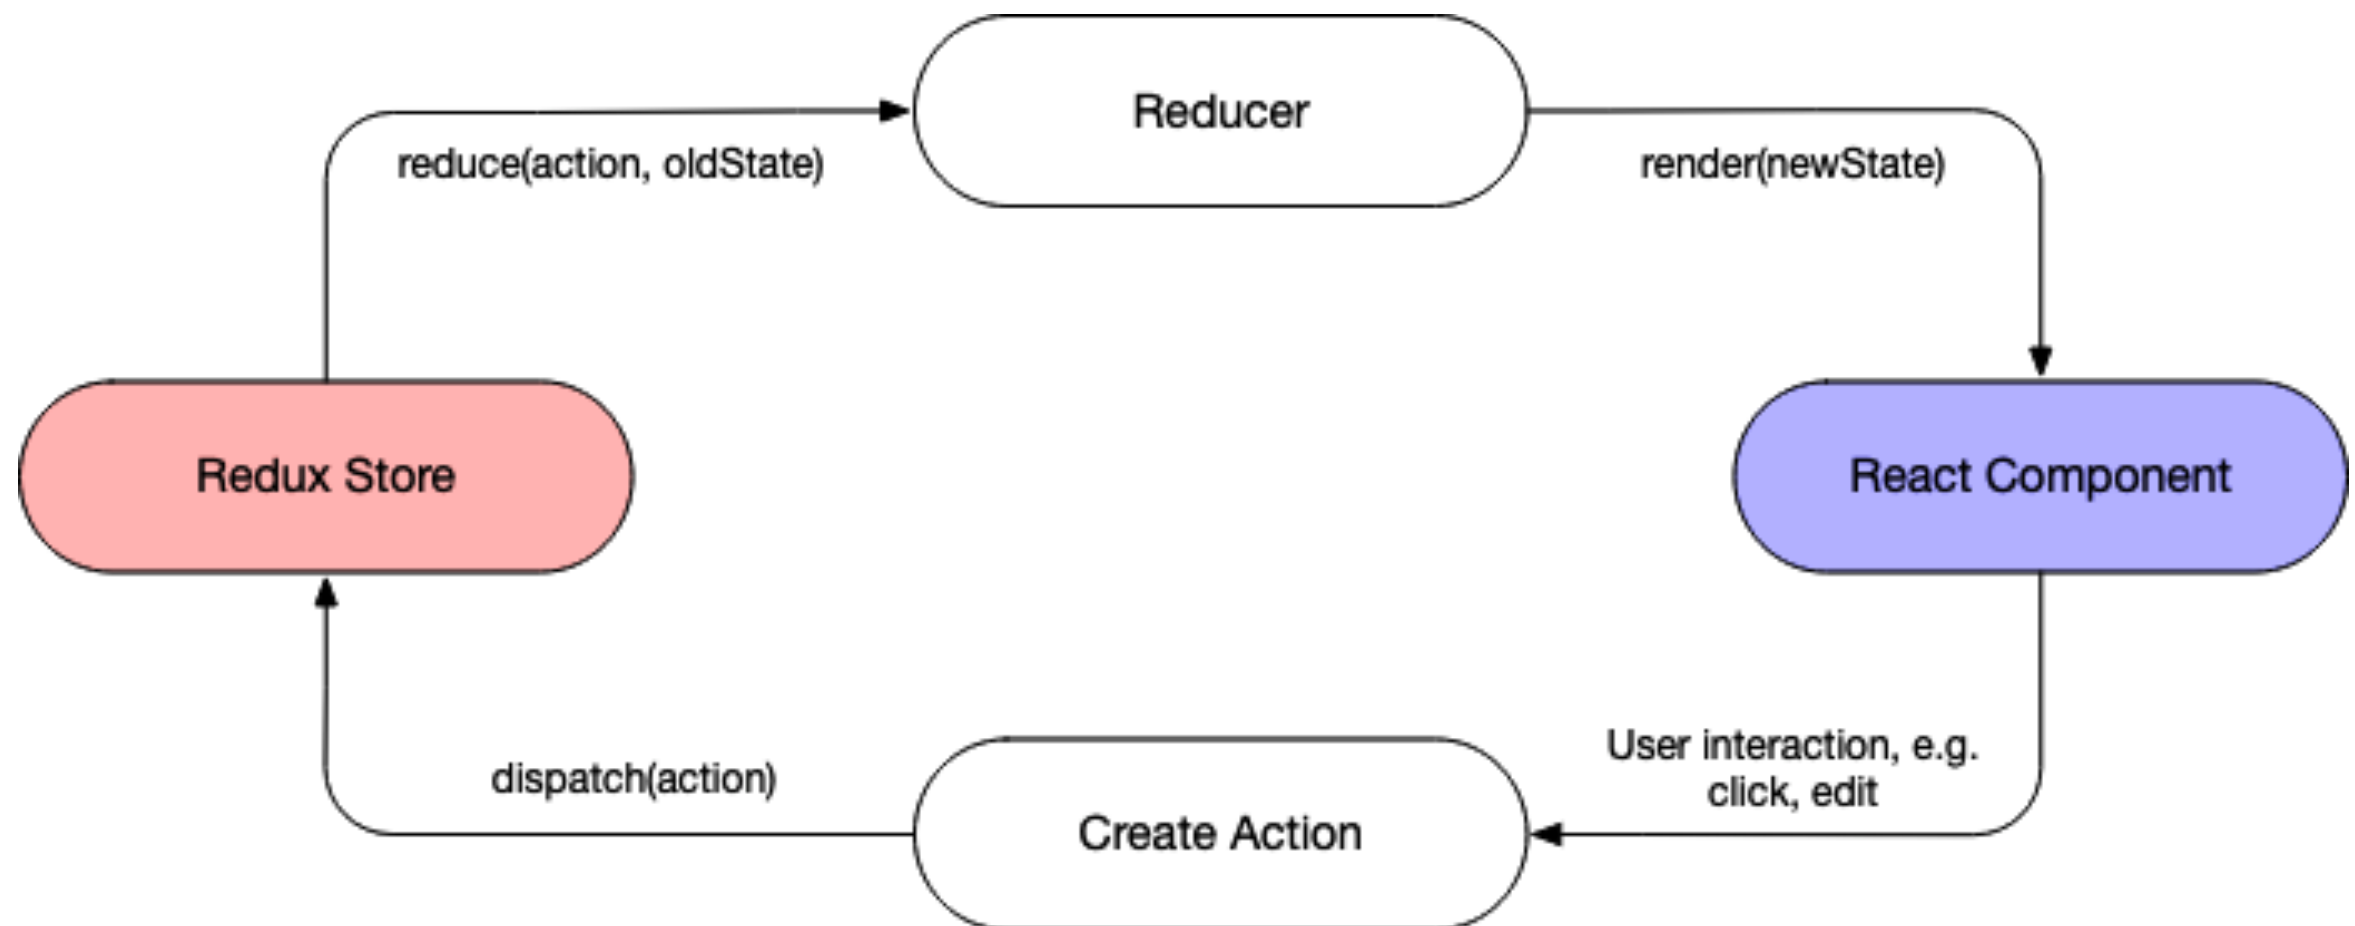 Reducer
reduce(action, oldState)
render(newState)
Redux Store
React Component
User interaction, e.g.
click, edit
dispatch(action)
Create Action